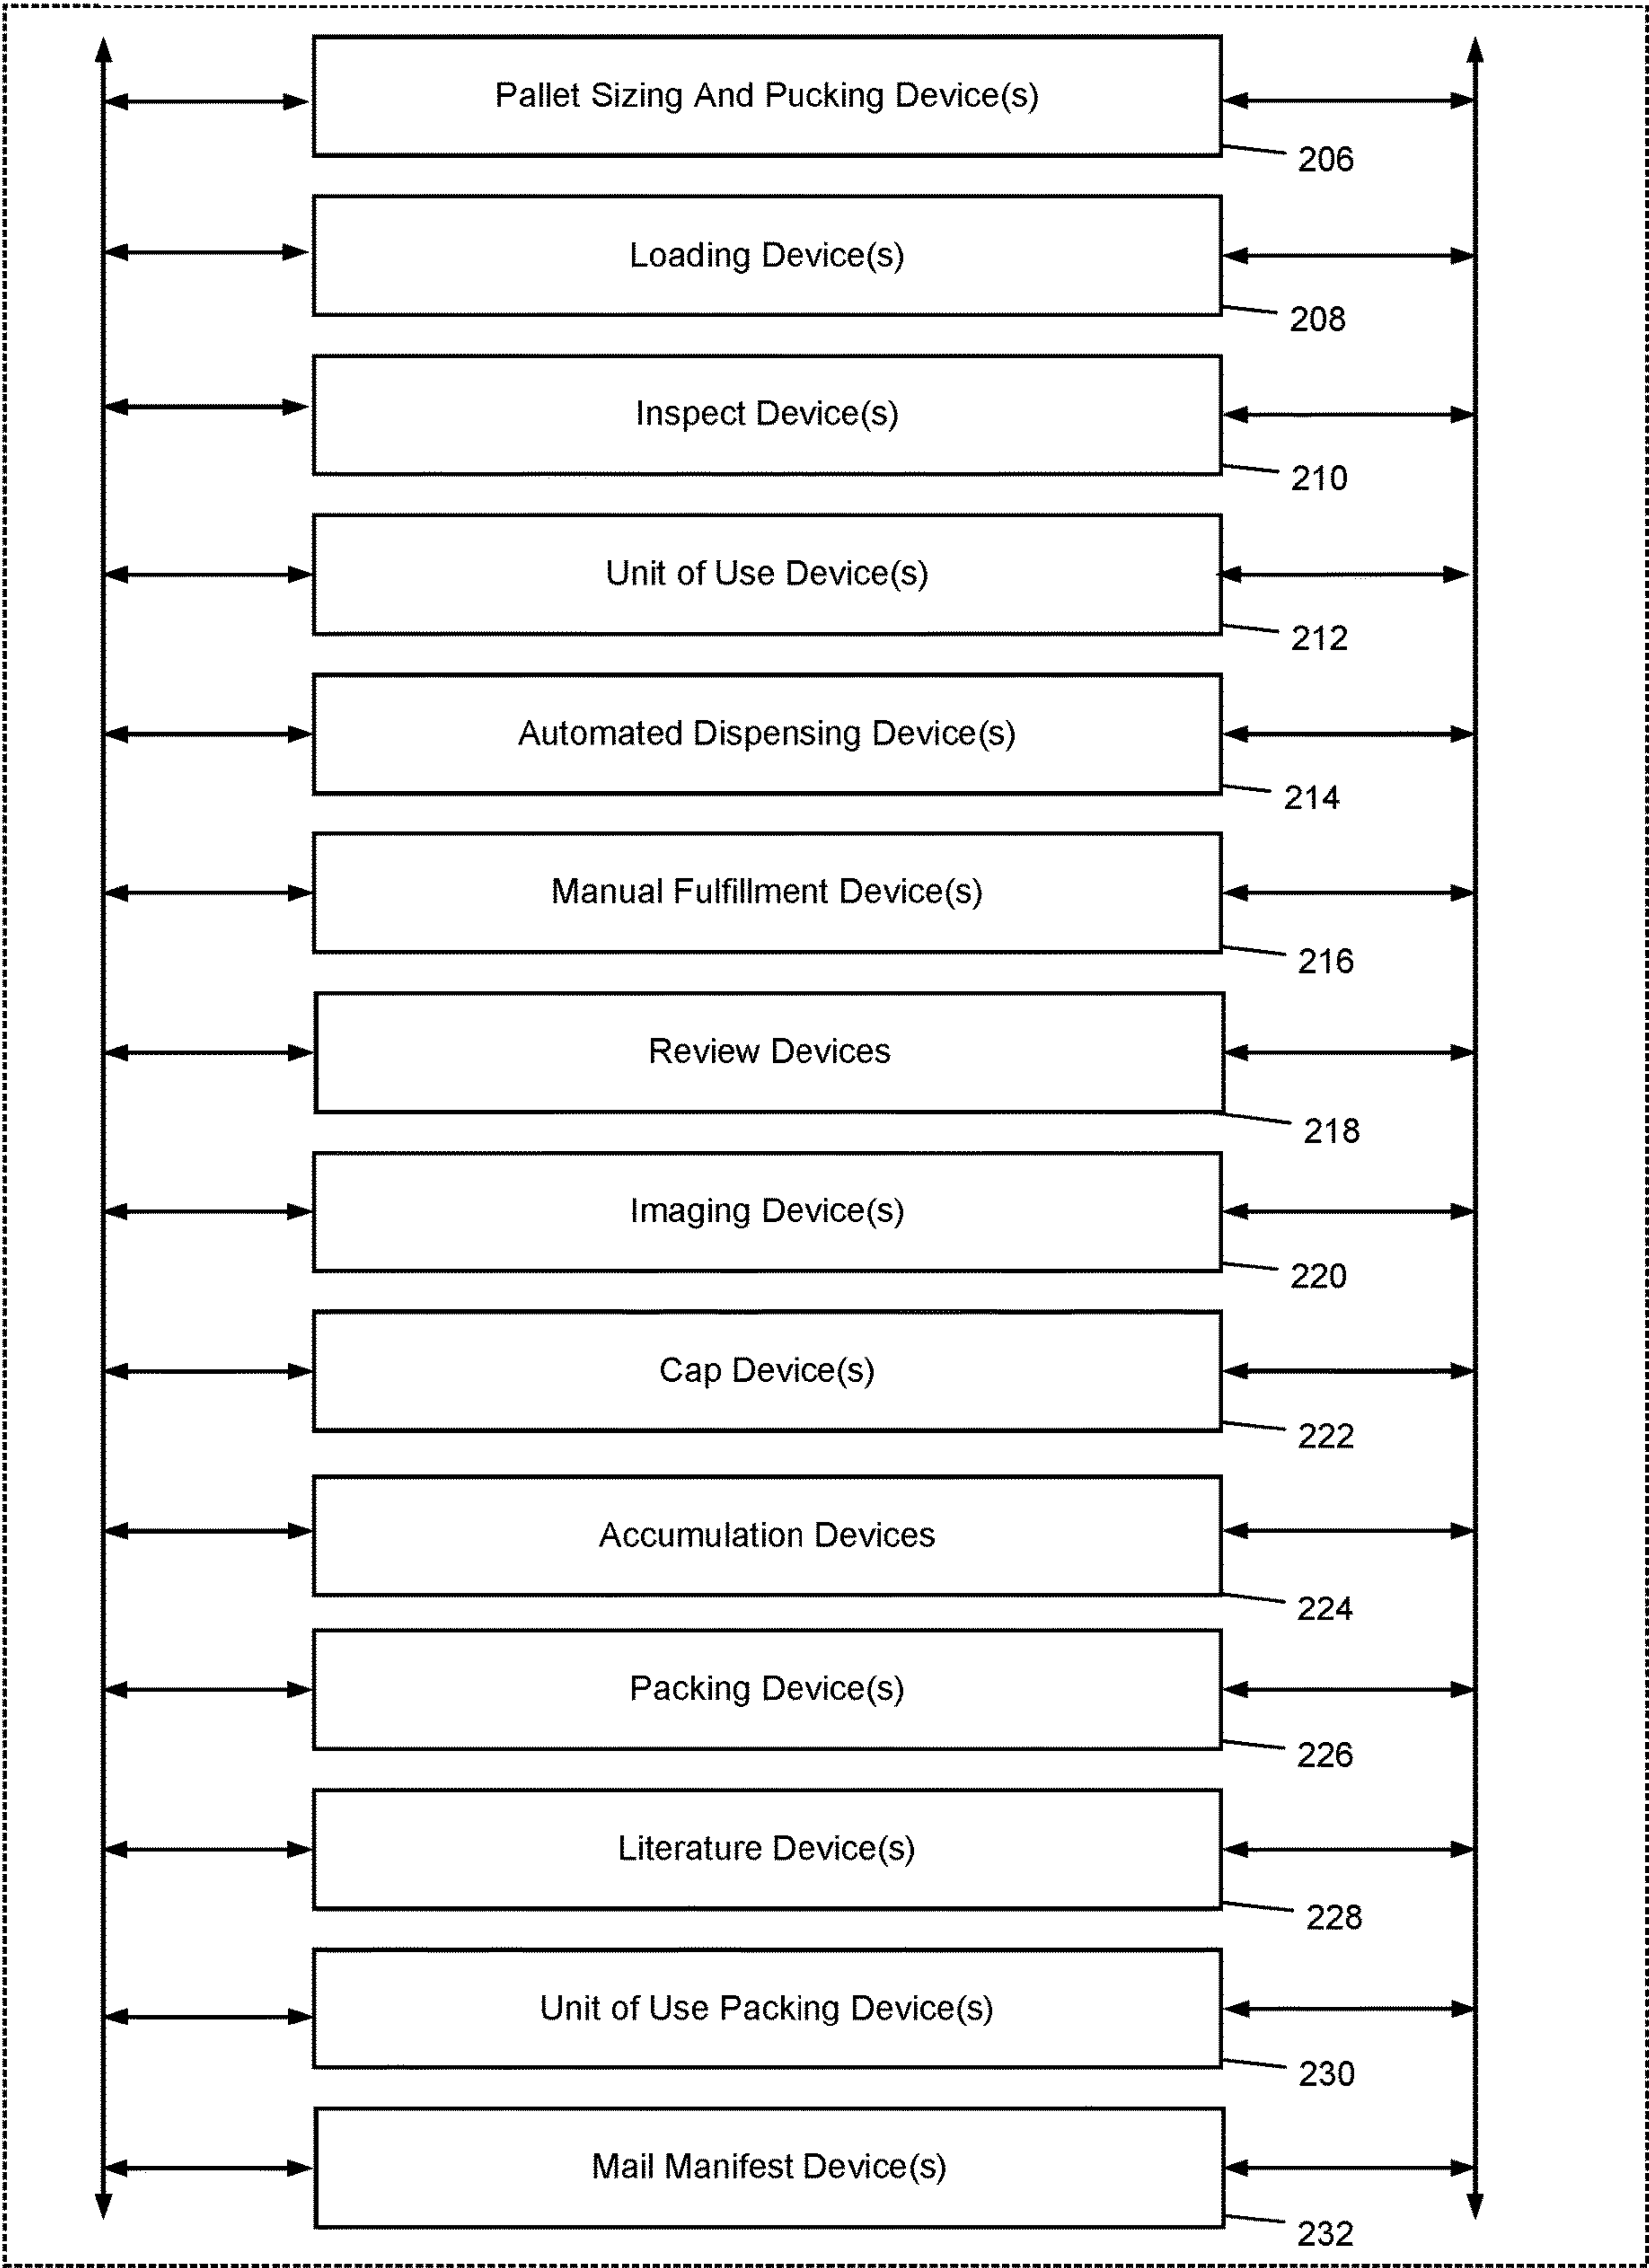 Pallet Sizing And Pucking Device(s)
206
Loading Device(s)
208
Inspect Device(s)
210
Unit of Use Device(s)
212
Automated Dispensing Device(s)
214
Manual Fulfillment Device(s)
216
Review Devices
218
Imaging Device(s)
220
Cap Device(s)
222
Accumulation Devices
224
Packing Device(s)
226
Literature Device(s)
228
Unit of Use Packing Device(s)
230
Mail Manifest Device(s)
232